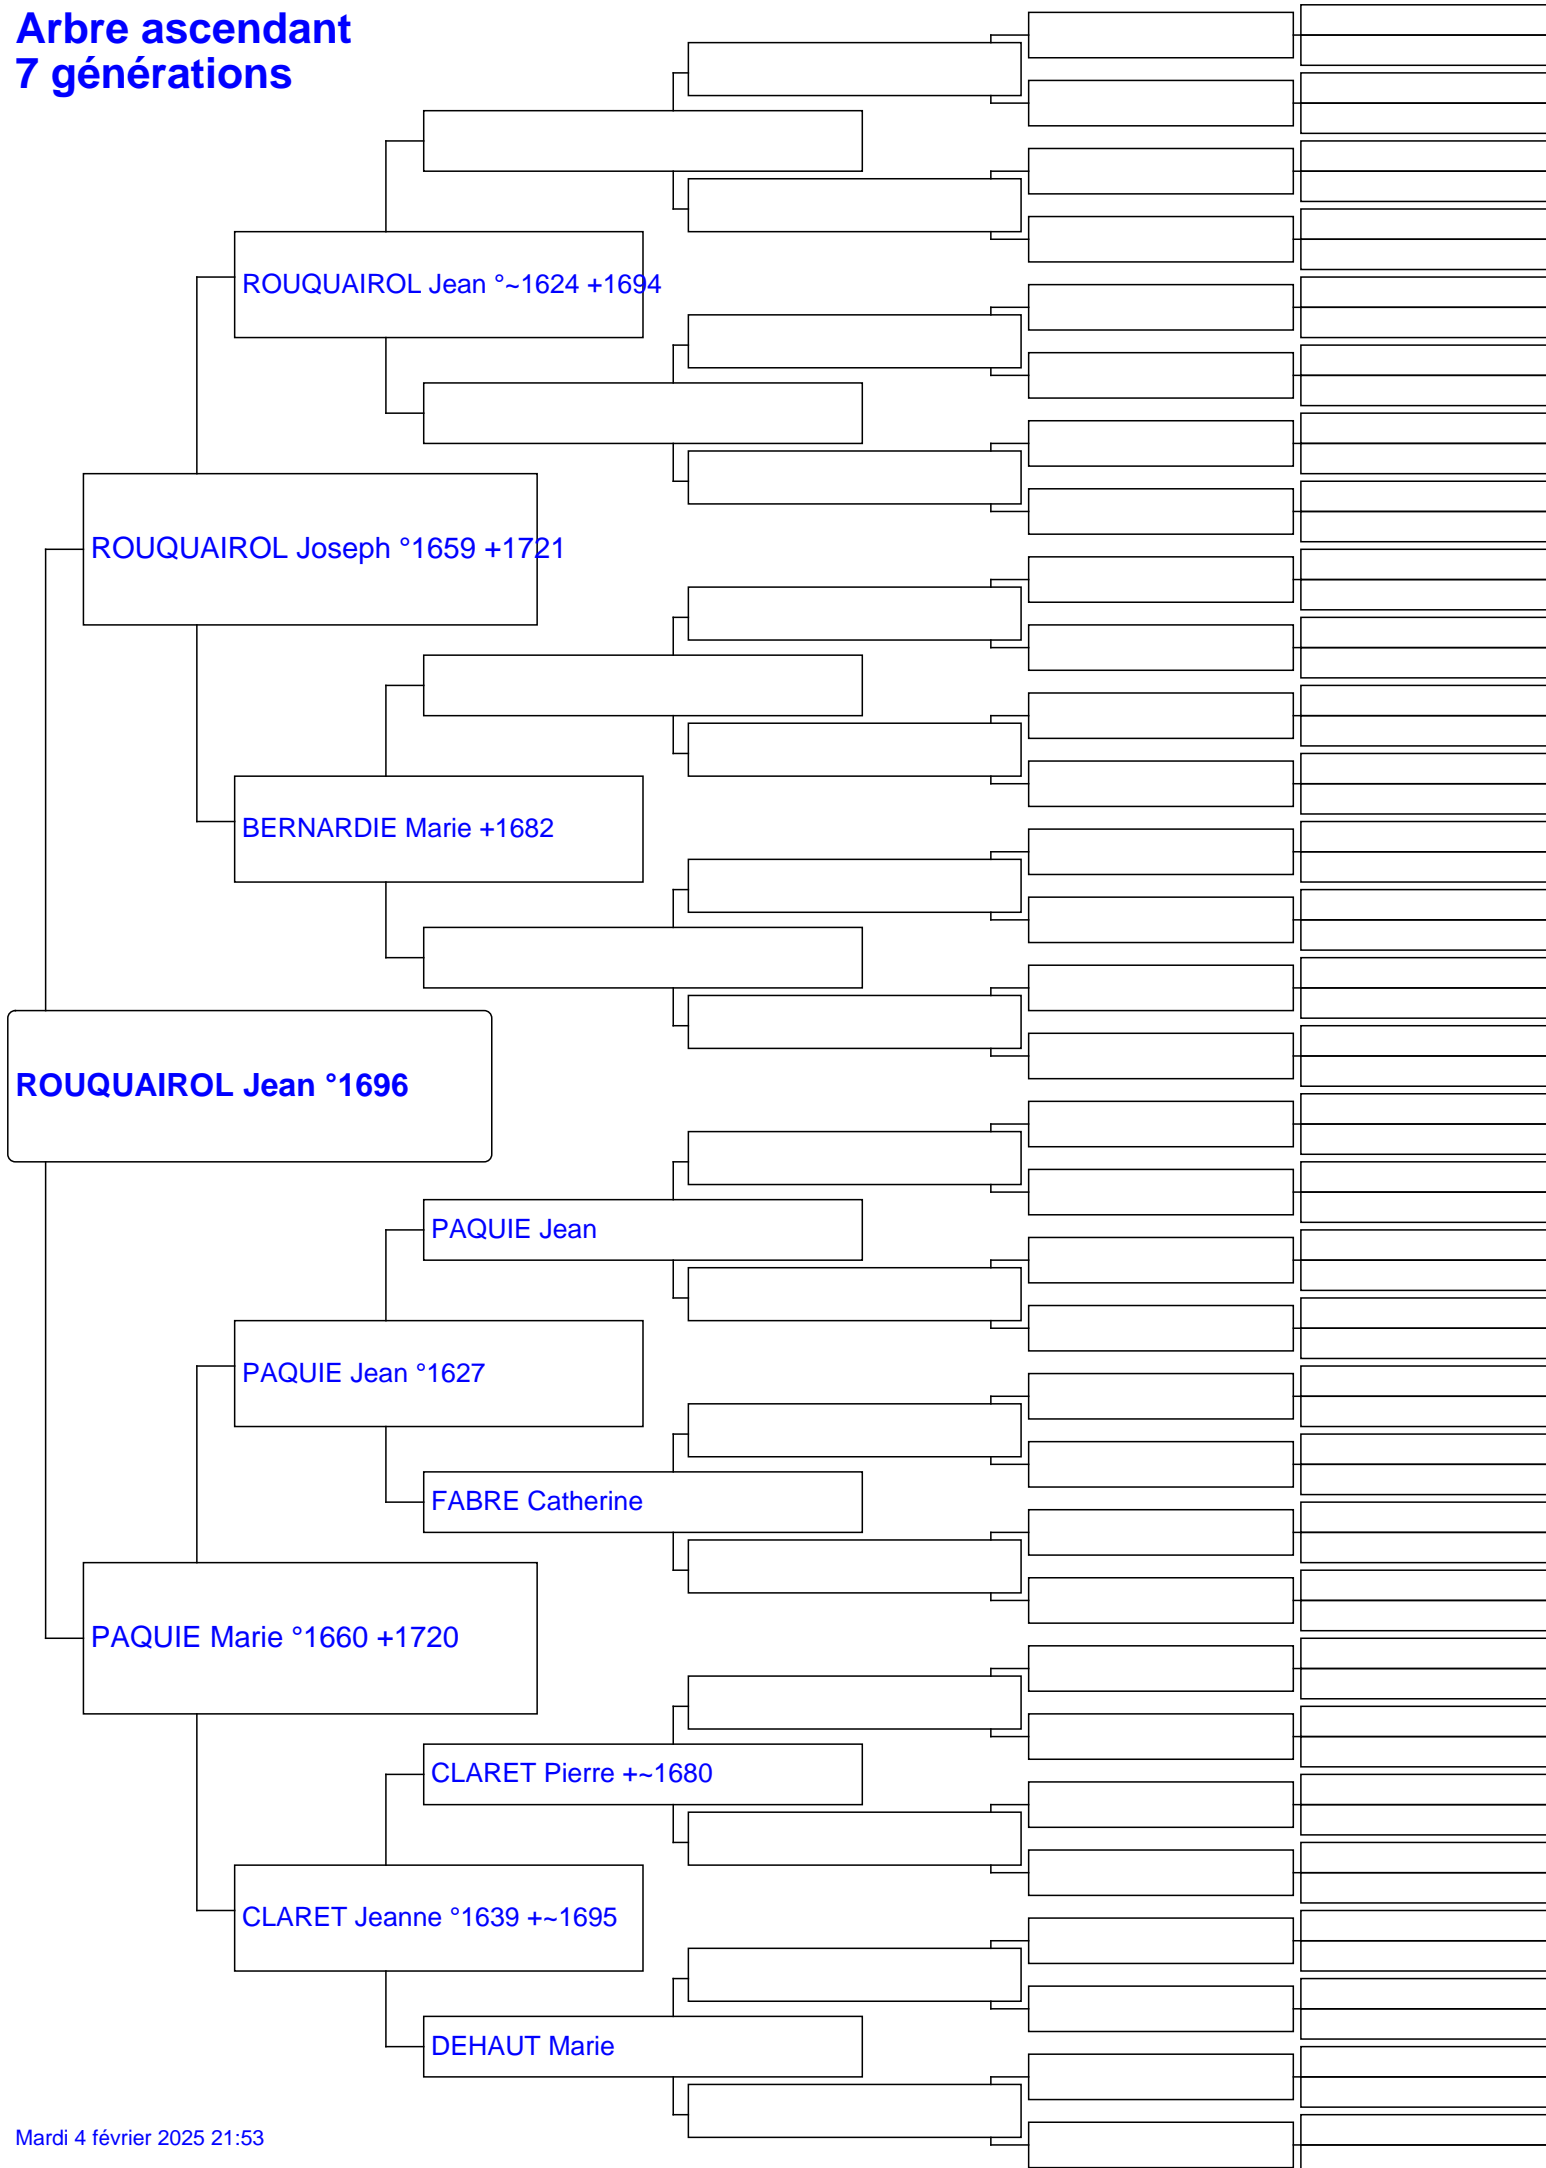 Arbre ascendant
7 générations
ROUQUAIROL Jean °~1624 +1694
ROUQUAIROL Joseph °1659 +1721
BERNARDIE Marie +1682
ROUQUAIROL Jean °1696
PAQUIE Jean
PAQUIE Jean °1627
FABRE Catherine
PAQUIE Marie °1660 +1720
CLARET Pierre +~1680
CLARET Jeanne °1639 +~1695
DEHAUT Marie
Mardi 4 février 2025 21:53